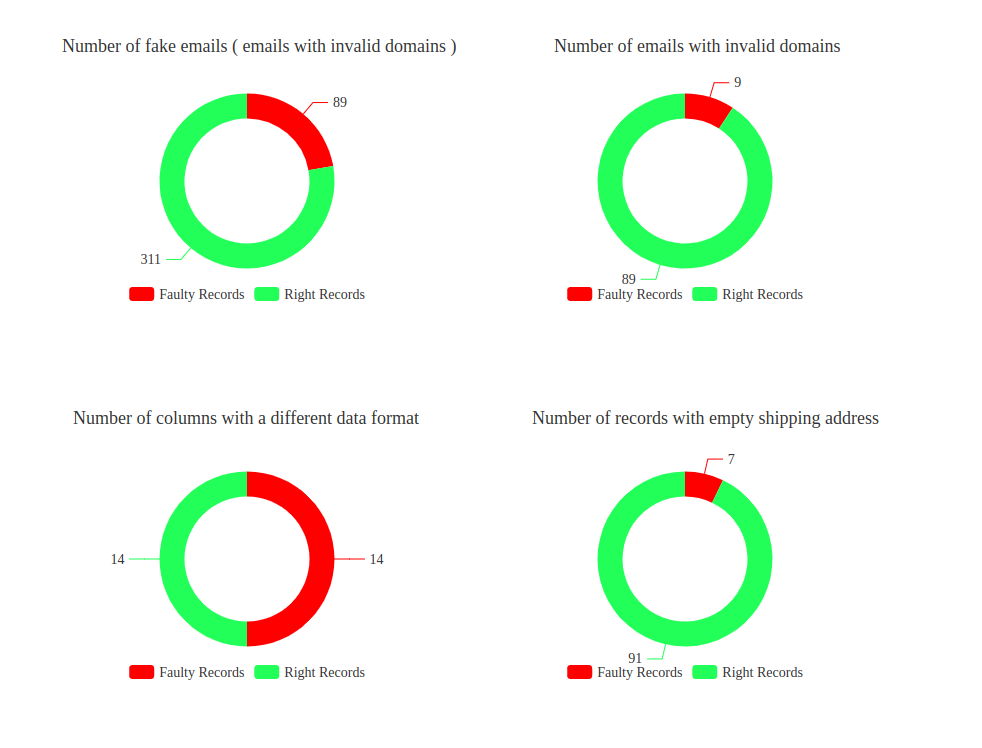 Number of fake emails ( emails with invalid domains )
89
311
Faulty Records Right Records
Number of emails with invalid domains
9
89
Faulty Records Right Records
Number of columns with a different data format
14
14
Faulty Records Right Records
Number of records with empty shipping address
7
91
Faulty Records Right Records